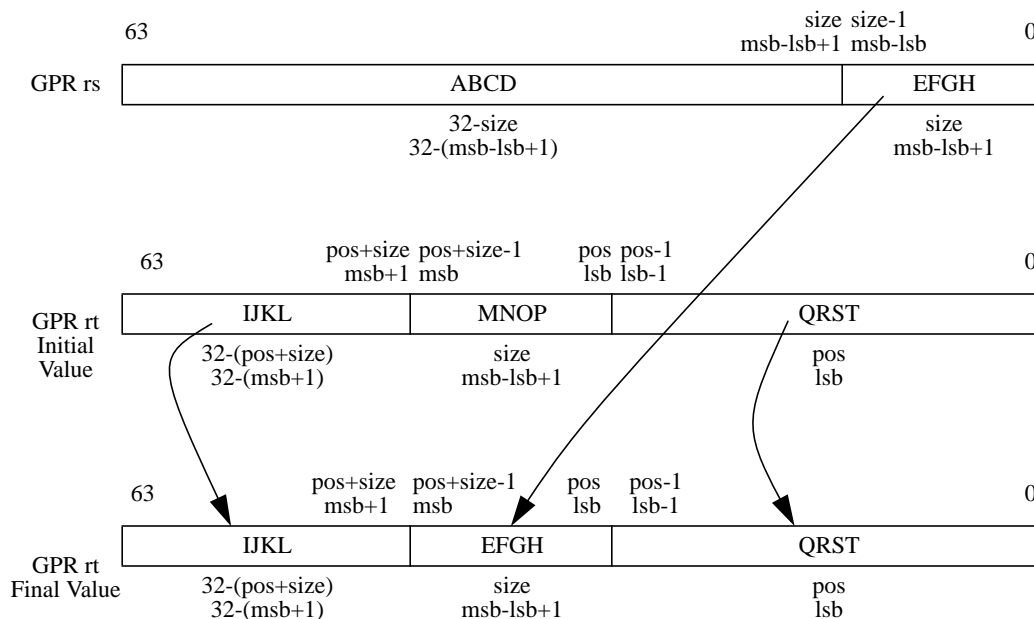 63 size size-1 0
msb-lsb+1 msb-lsb
GPR rs ABCD EFGH
32-size size
32-(msb-lsb+1) msb-lsb+1
63 pos+size pos+size-1 pos pos-1 0
msb+1 msb lsb lsb-1
GPR rt
Initial
Value
IJKL MNOP QRST
32-(pos+size) size pos
32-(msb+1) msb-lsb+1 lsb
63 pos+size pos+size-1 pos pos-1 0
msb+1 msb lsb lsb-1
GPR rt
Final Value
IJKL EFGH QRST
32-(pos+size) size pos
32-(msb+1) msb-lsb+1 lsb